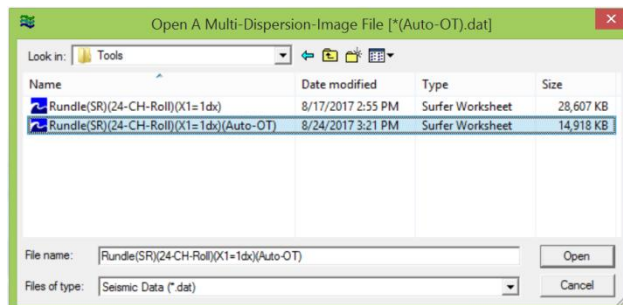 Open A Multi-Dispersion-Image File [*(Auto-OT).dat]
Look in: Tools
Name Date modified Type Size
Rundle(SR)(24-CH-Roll)(X1=1dx) 8/17/2017 2:55 PM Surfer Worksheet 28,607 KB
Rundle(SR)(24-CH-Roll)(X1=1dx)(Auto-OT) 8/24/2017 3:21 PM Surfer Worksheet 14,918 KB
File name: Rundle(SR)(24-CH-Roll)(X1=1dx)(Auto-OT) Open
Files of type: Seismic Data (*.dat) Cancel